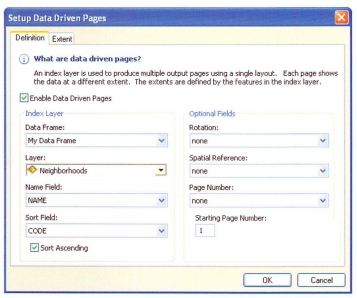 Setup Data Driven Pages
Definition Extent
What are data driven pages?
An index layer is used to produce multiple output pages using a single layout. Each page shows
the data at a different extent. The extents are defined by the features in the index layer.
Enable Data Driven Pages
Index Layer
Data Frame:
My Data Frame
Layer:
Neighborhoods
Name Field:
NAME
Sort Field:
CODE
Sort Ascending
Optional Fields
Rotation:
none
Spatial Reference:
none
Page Number:
none
Starting Page Number:
1
OK Cancel